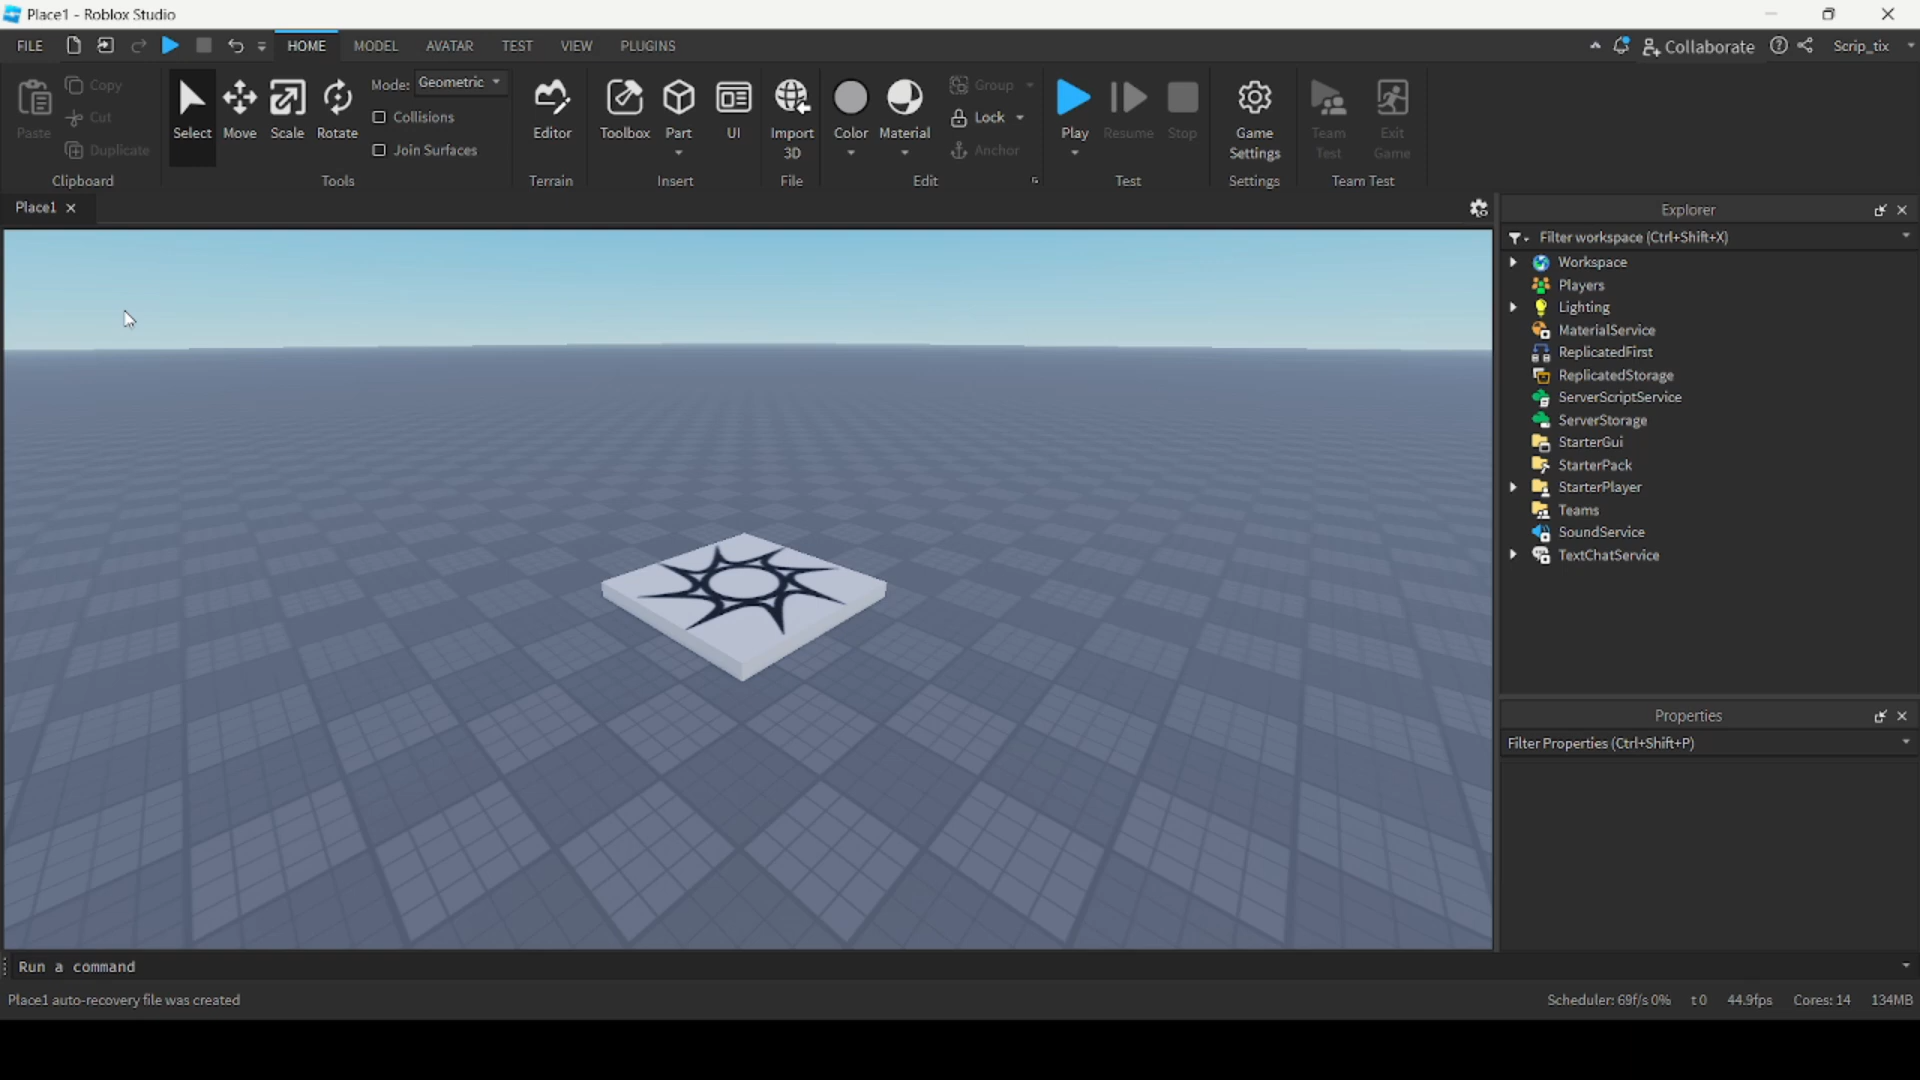 Place1 - Roblox Studio
FILE HOME MODEL AVATAR TEST VIEW PLUGINS Collaborate Scrip_tix
Paste Copy Cut Duplicate
Clipboard
Select Move Scale Rotate
Mode: Geometric
Collisions
Join Surfaces
Tools
Editor
Terrain
Toolbox Part UI
Insert
Import 3D
File
Color Material
Group
Lock
Anchor
Edit
Play Resume Stop
Test
Game Settings
Settings
Team Test
Exit Game
Team Test
Place1
Explorer
Filter workspace (Ctrl+Shift+X)
Workspace
Players
Lighting
MaterialService
ReplicatedFirst
ReplicatedStorage
ServerScriptService
ServerStorage
StarterGui
StarterPack
StarterPlayer
Teams
SoundService
TextChatService
Properties
Filter Properties (Ctrl+Shift+P)
Run a command
Place1 auto-recovery file was created
Scheduler: 69f/s 0% t 0 44.9fps Cores: 14 134MB